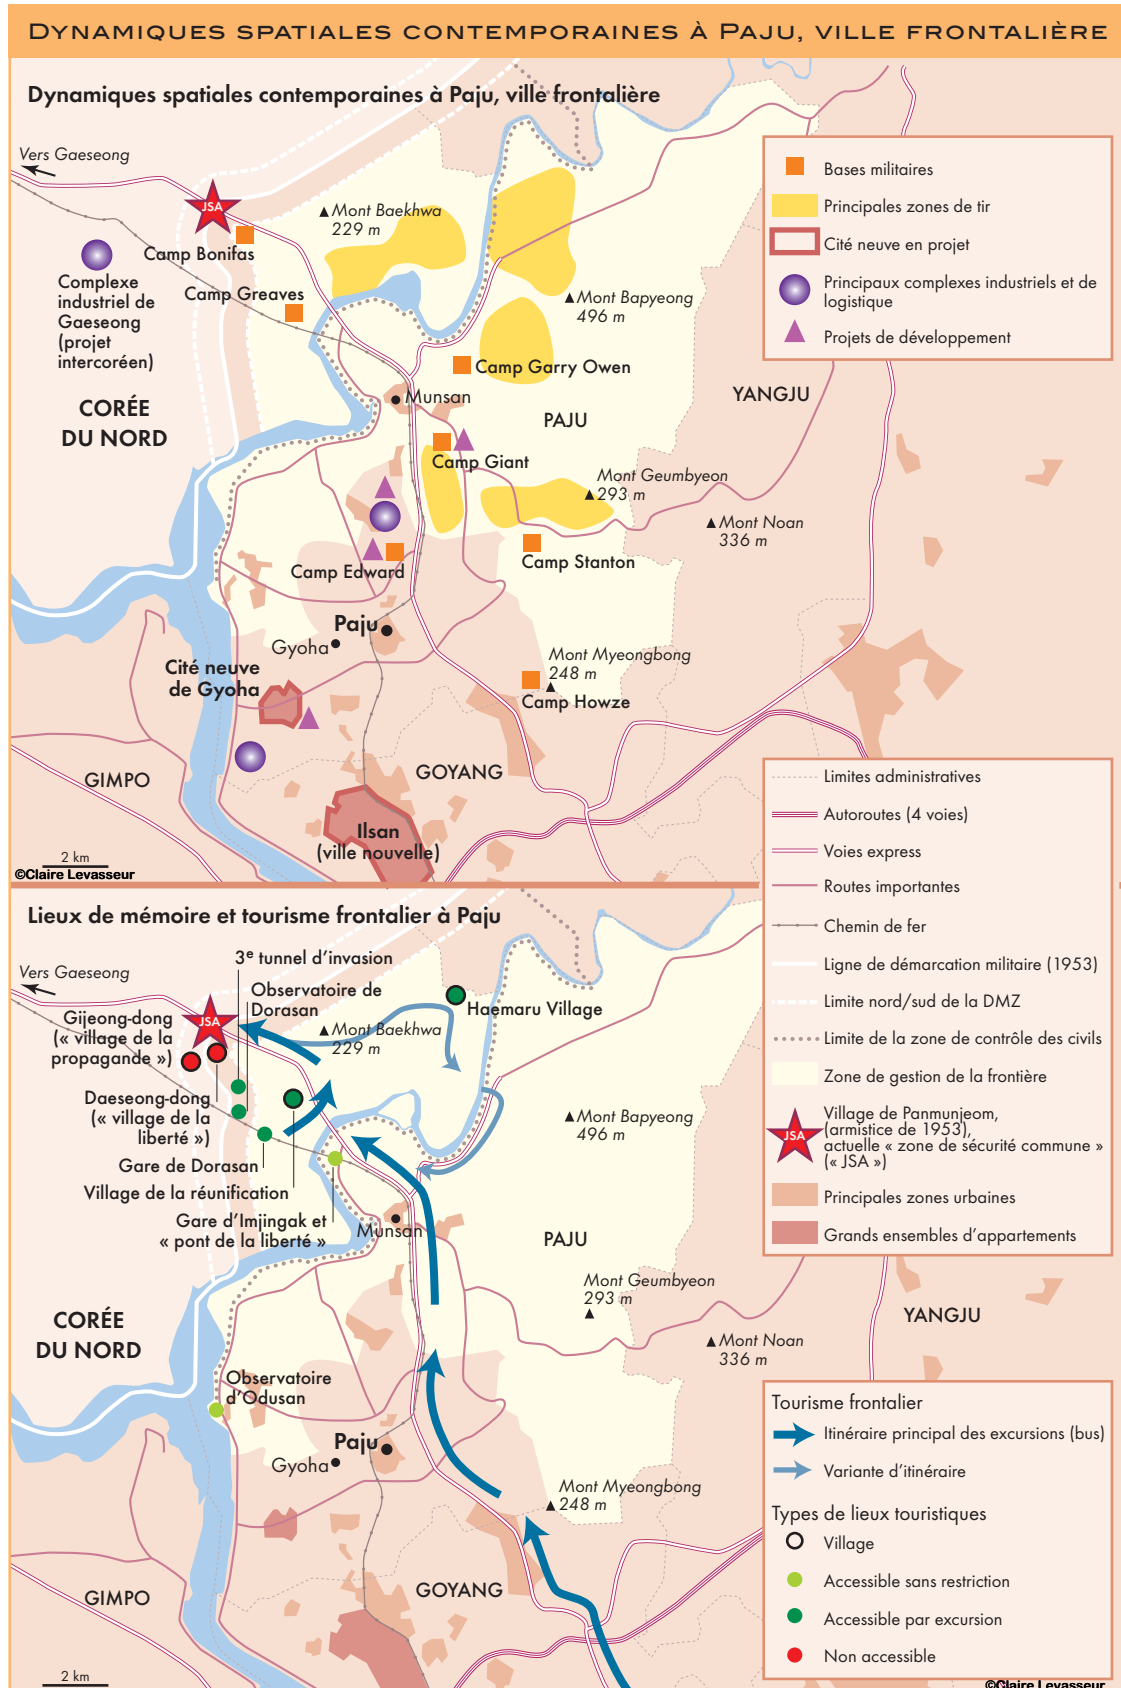 DYNAMIQUES SPATIALES CONTEMPORAINES À PAJU, VILLE FRONTALIÈRE
Dynamiques spatiales contemporaines à Paju, ville frontalière
Vers Gaeseong
JSA
Mont Baekhwa
229 m
Camp Bonifas
Complexe
industriel de
Gaeseong
(projet
intercoréen)
Camp Greaves
Mont Bapyeong
496 m
Camp Garry Owen
CORÉE
DU NORD
Munsan
PAJU
YANGJU
Camp Giant
Mont Geumbyeon
293 m
Mont Noan
336 m
Camp Edward
Camp Stanton
Paju
Gyoha
Cité neuve
de Gyoha
Mont Myeongbong
248 m
Camp Howze
GIMPO
GOYANG
Ilsan
(ville nouvelle)
2 km
©Claire Levasseur
Bases militaires
Principales zones de tir
Cité neuve en projet
Principaux complexes industriels et de
logistique
Projets de développement
Limites administratives
Autoroutes (4 voies)
Voies express
Routes importantes
Chemin de fer
Ligne de démarcation militaire (1953)
Limite nord/sud de la DMZ
Limite de la zone de contrôle des civils
Zone de gestion de la frontière
JSA
Village de Panmunjeom,
(armistice de 1953),
actuelle « zone de sécurité commune »
(« JSA »)
Principales zones urbaines
Grands ensembles d'appartements
Lieux de mémoire et tourisme frontalier à Paju
3e tunnel d'invasion
Vers Gaeseong
Observatoire de
Dorasan
Haemaru Village
Gijeong-dong
(« village de la
propagande »)
JSA
Mont Baekhwa
229 m
Daeseong-dong
(« village de la
liberté »)
Mont Bapyeong
496 m
Gare de Dorasan
Village de la réunification
Gare d'Imjingak et
« pont de la liberté »
Munsan
PAJU
Mont Geumbyeon
293 m
CORÉE
DU NORD
YANGJU
Mont Noan
336 m
Observatoire
d'Odusan
Paju
Gyoha
Mont Myeongbong
248 m
GIMPO
GOYANG
2 km
Tourisme frontalier
Itinéraire principal des excursions (bus)
Variante d'itinéraire
Types de lieux touristiques
Village
Accessible sans restriction
Accessible par excursion
Non accessible
©Claire Levasseur